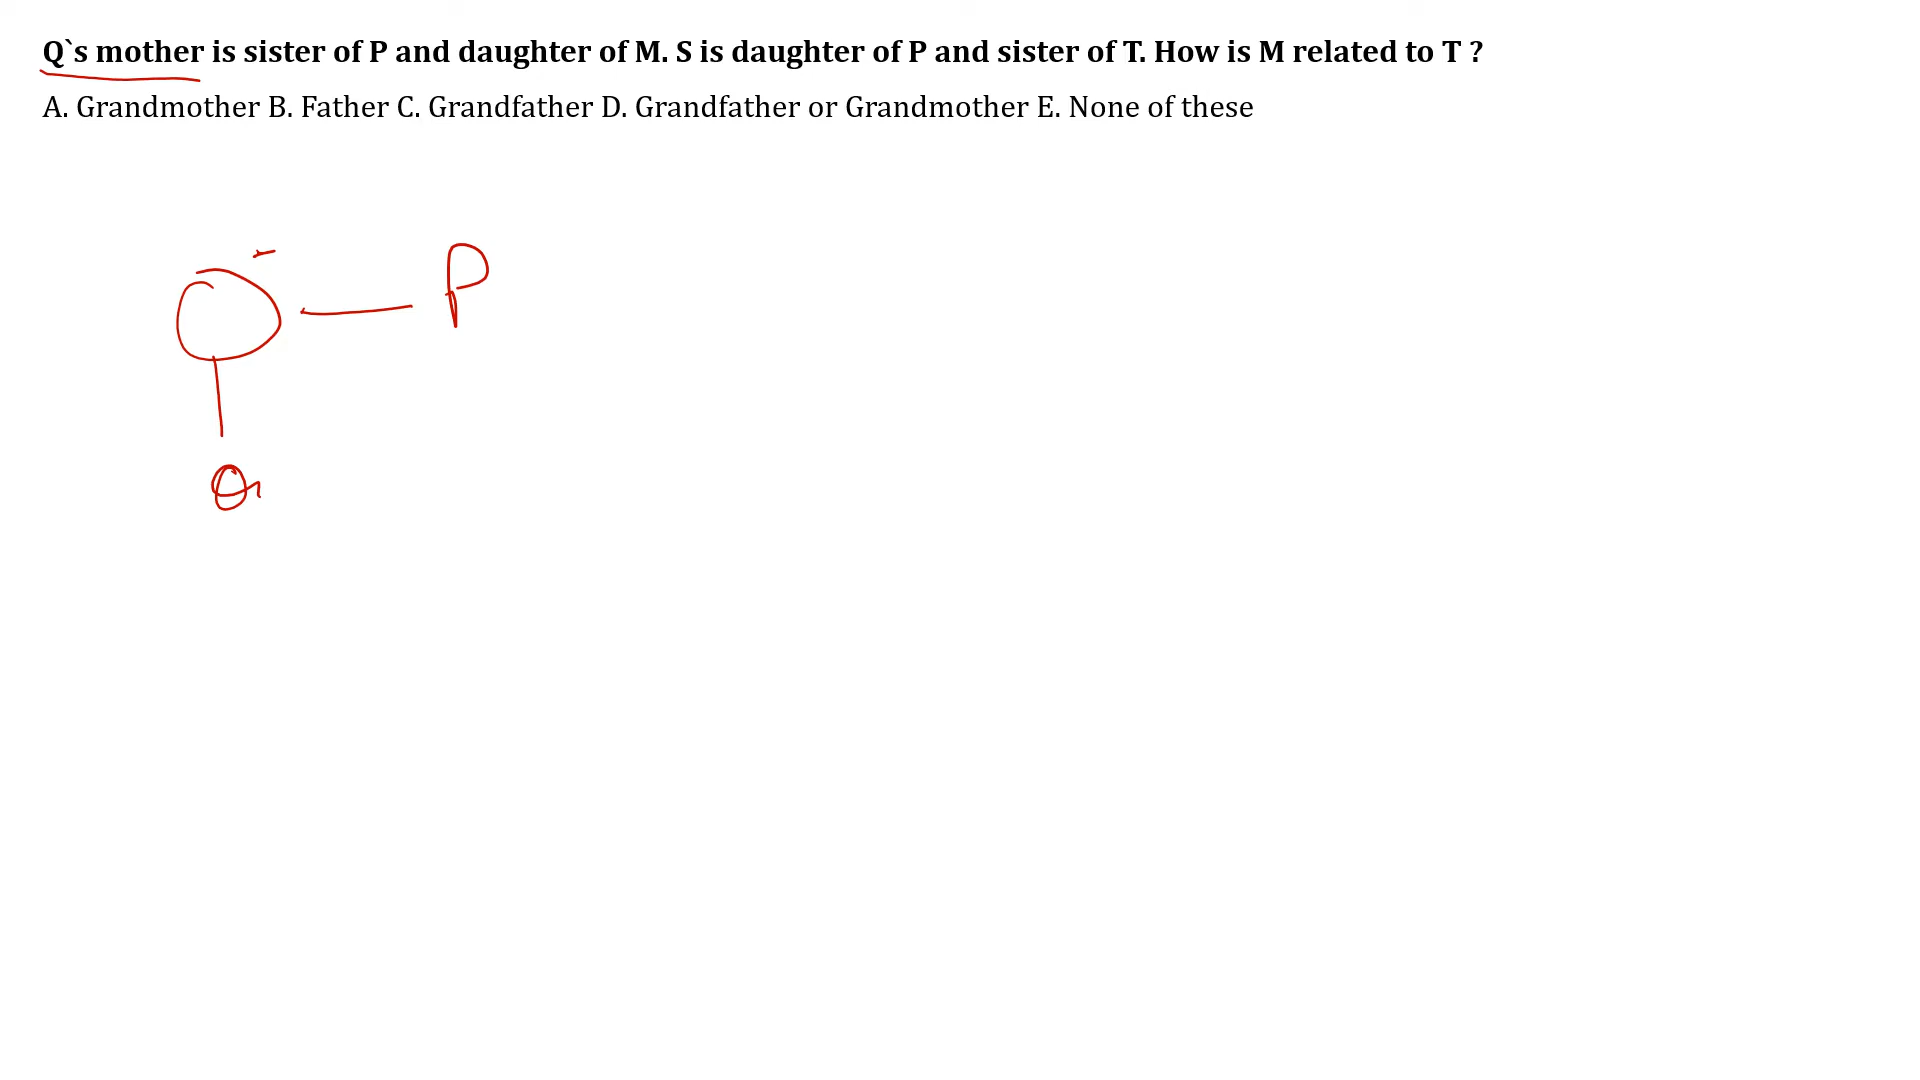 Q`s mother is sister of P and daughter of M. S is daughter of P and sister of T. How is M related to T ?
A. Grandmother B. Father C. Grandfather D. Grandfather or Grandmother E. None of these
P
Q